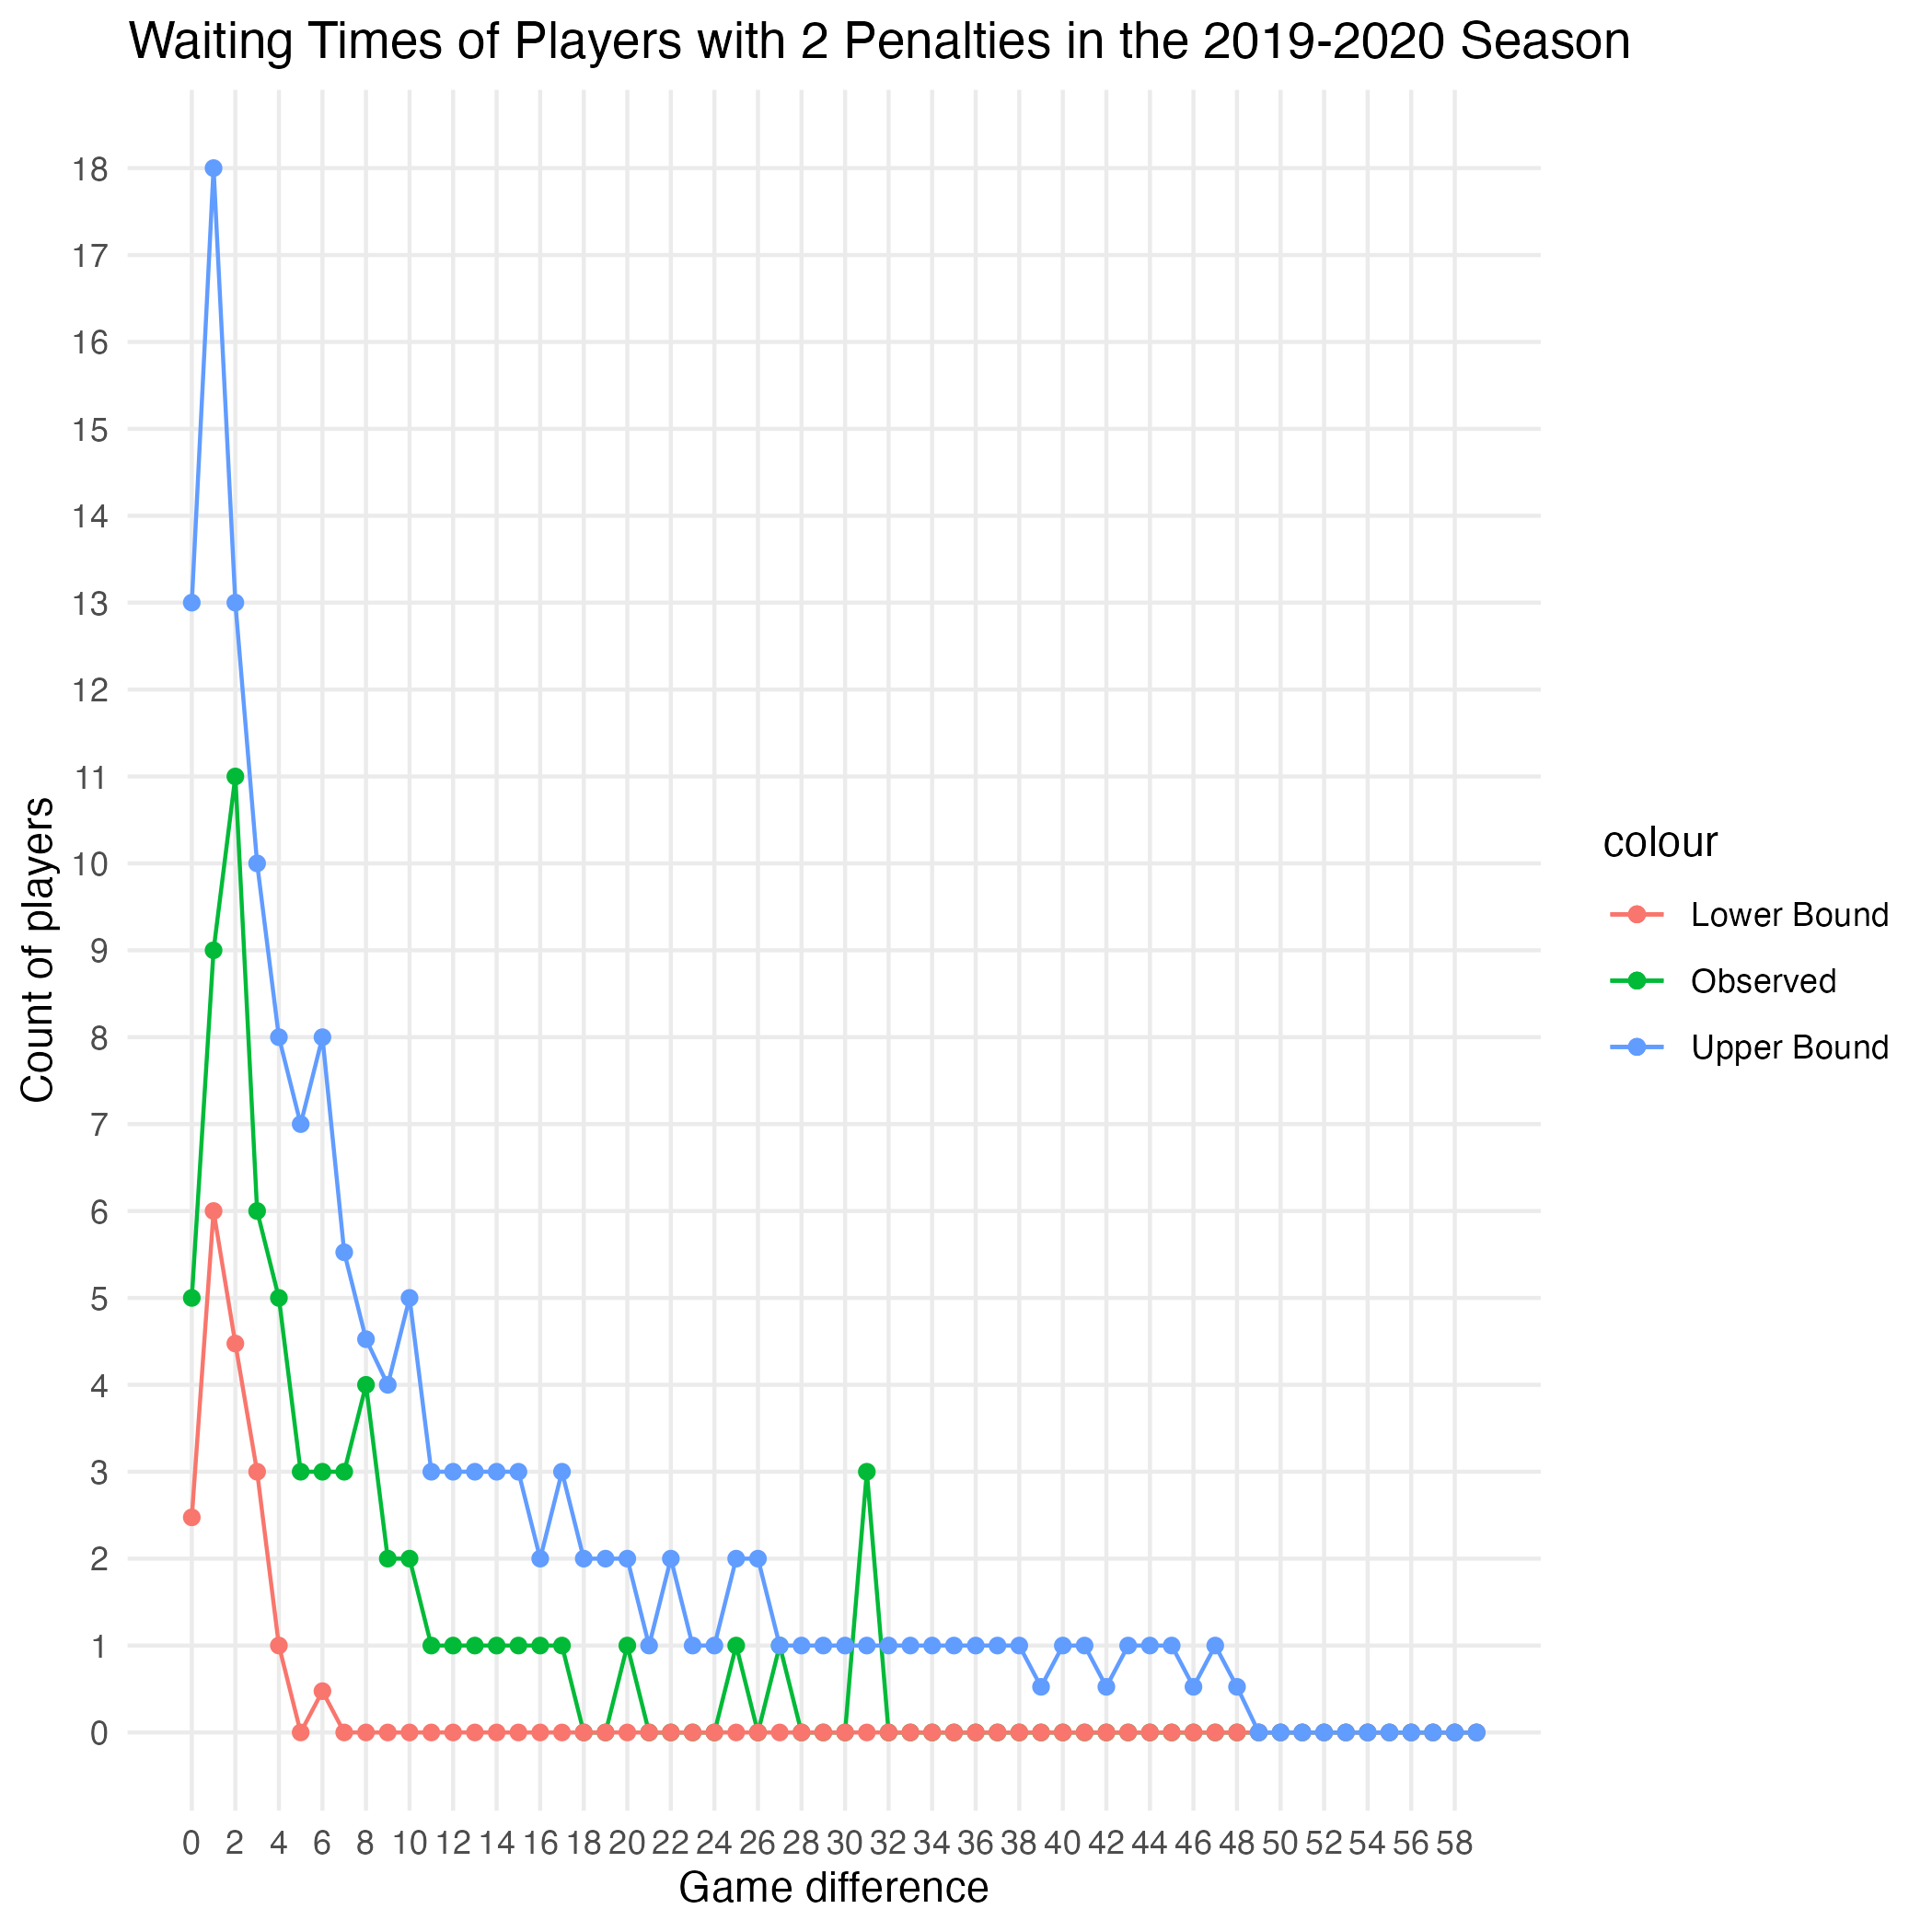 Waiting Times of Players with 2 Penalties in the 2019-2020 Season
18
17
16
15
14
13
12
11
10
9
8
7
6
5
4
3
2
1
0
Count of players
0 2 4 6 8 10 12 14 16 18 20 22 24 26 28 30 32 34 36 38 40 42 44 46 48 50 52 54 56 58
Game difference
colour
Lower Bound
Observed
Upper Bound